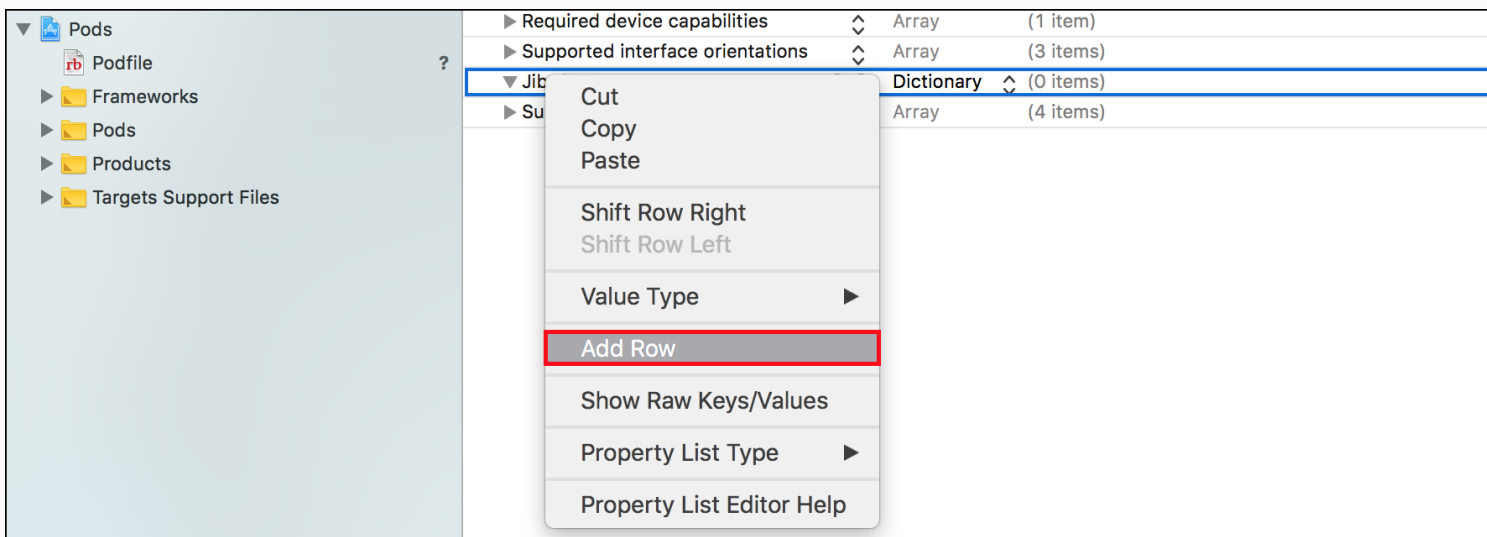 Pods
Podfile ?
Frameworks
Pods
Products
Targets Support Files
Required device capabilities Array (1 item)
Supported interface orientations Array (3 items)
Dictionary (0 items)
Array (4 items)
Cut
Copy
Paste
Shift Row Right
Shift Row Left
Value Type
Add Row
Show Raw Keys/Values
Property List Type
Property List Editor Help